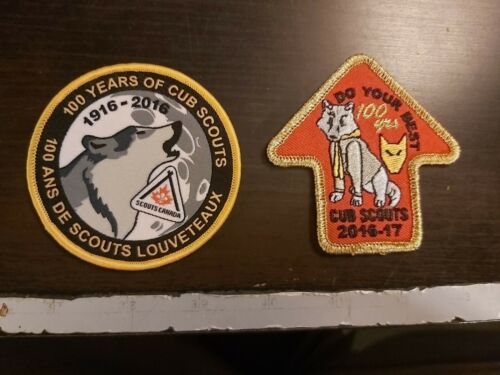 100 YEARS OF CUB SCOUTS
1916 - 2016
SCOUTS CANADA
100 ANS DE SCOUTS LOUVETEAUX
DO YOUR BEST
100
yrs
CUB SCOUTS
2016-17